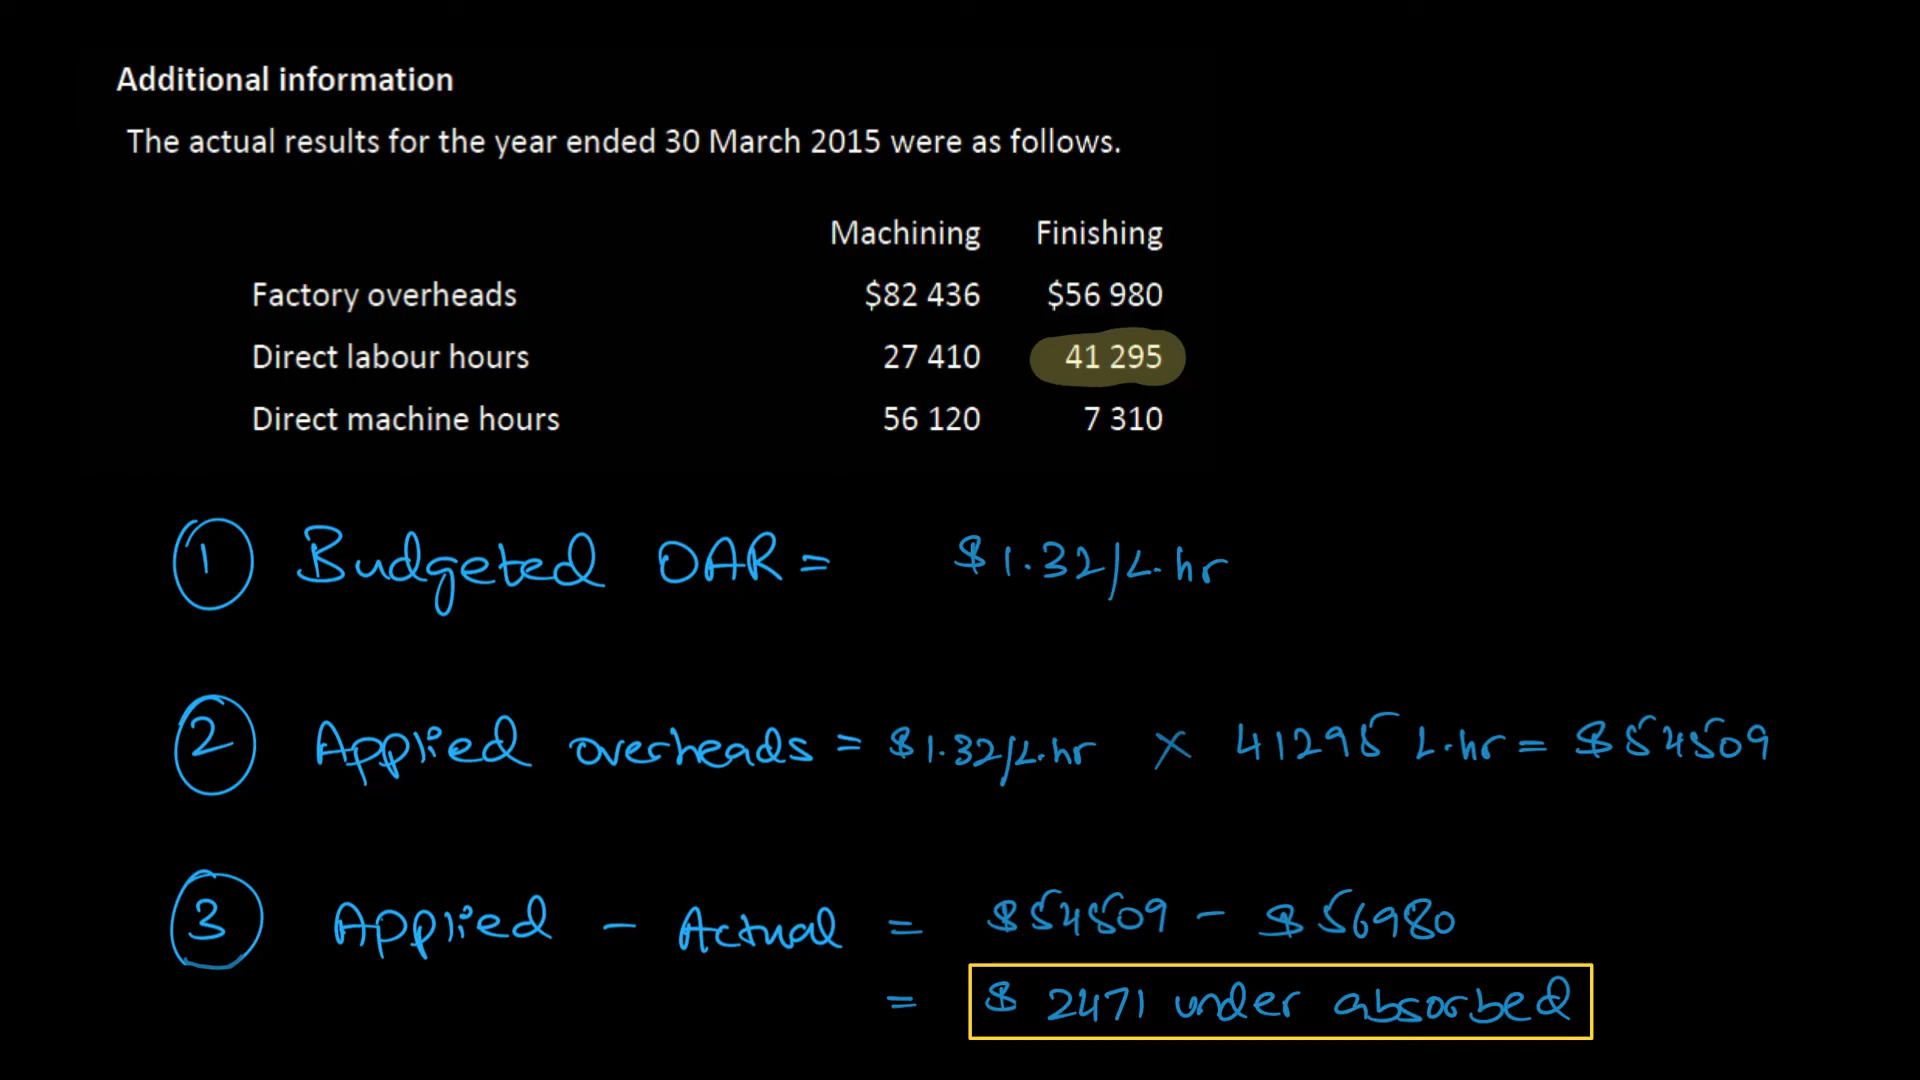 Additional information
The actual results for the year ended 30 March 2015 were as follows.
Machining Finishing
Factory overheads $82 436 $56 980
Direct labour hours 27 410 41 295
Direct machine hours 56 120 7 310
1 Budgeted OAR = $1.32/L.hr
2 Applied overheads = $1.32/L.hr × 41295 L.hr = $54509
3 Applied - Actual = $54509 - $56980
= $ 2471 under absorbed